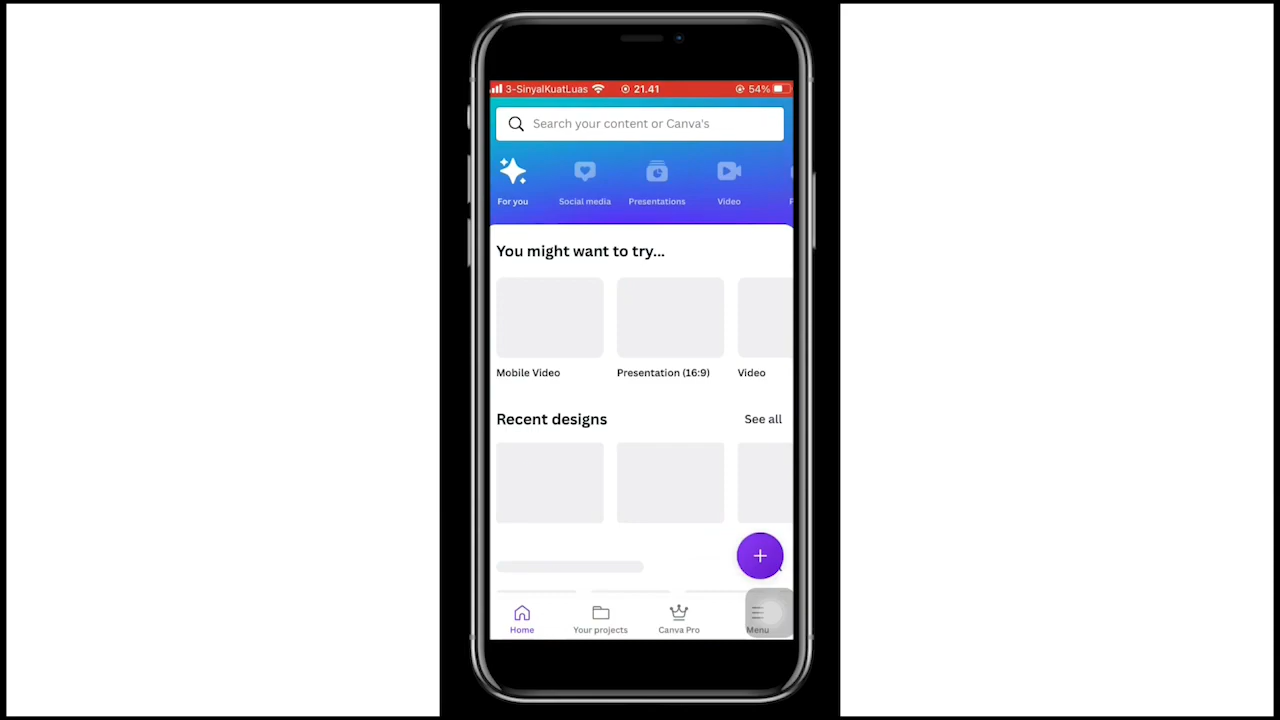 3-SinyalKuatLuas 21.41 54%
Search your content or Canva's
For you Social media Presentations Video
You might want to try...
Mobile Video Presentation (16:9) Video
Recent designs See all
Home Your projects Canva Pro Menu